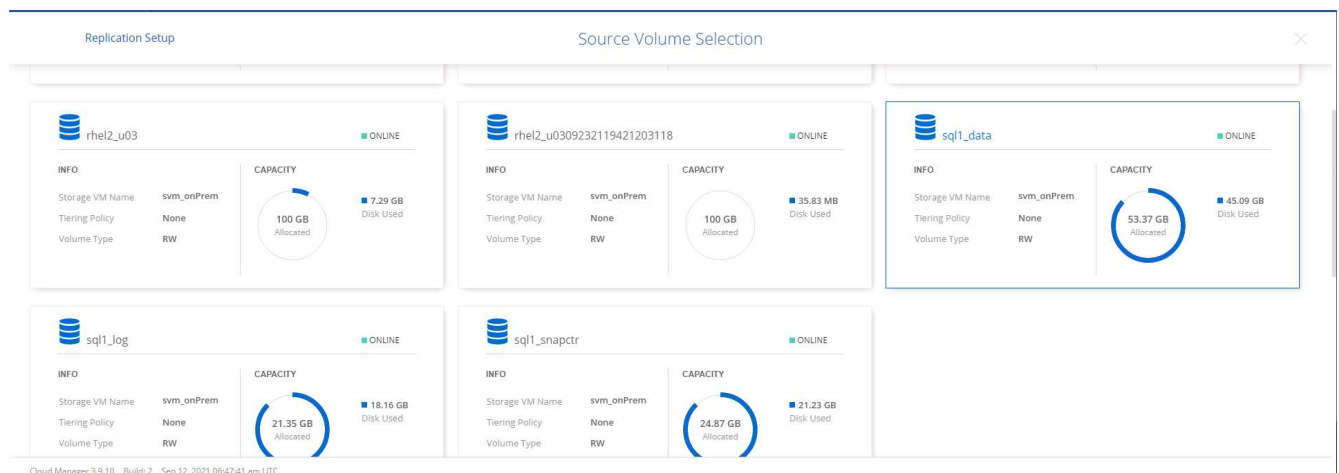 Replication Setup
Source Volume Selection
rhel2_u03
ONLINE
INFO
CAPACITY
Storage VM Name svm_onPrem
Tiering Policy None
Volume Type RW
100 GB
Allocated
7.29 GB
Disk Used
rhel2_u0309232119421203118
ONLINE
INFO
CAPACITY
Storage VM Name svm_onPrem
Tiering Policy None
Volume Type RW
100 GB
Allocated
35.83 MB
Disk Used
sql1_data
ONLINE
INFO
CAPACITY
Storage VM Name svm_onPrem
Tiering Policy None
Volume Type RW
53.37 GB
Allocated
45.09 GB
Disk Used
sql1_log
ONLINE
INFO
CAPACITY
Storage VM Name svm_onPrem
Tiering Policy None
Volume Type RW
21.35 GB
Allocated
18.16 GB
Disk Used
sql1_snapctr
ONLINE
INFO
CAPACITY
Storage VM Name svm_onPrem
Tiering Policy None
Volume Type RW
24.87 GB
Allocated
21.23 GB
Disk Used
Cloud Manager 3.9.10 Build: 2 Sep 12, 2021 06:47:41 am UTC